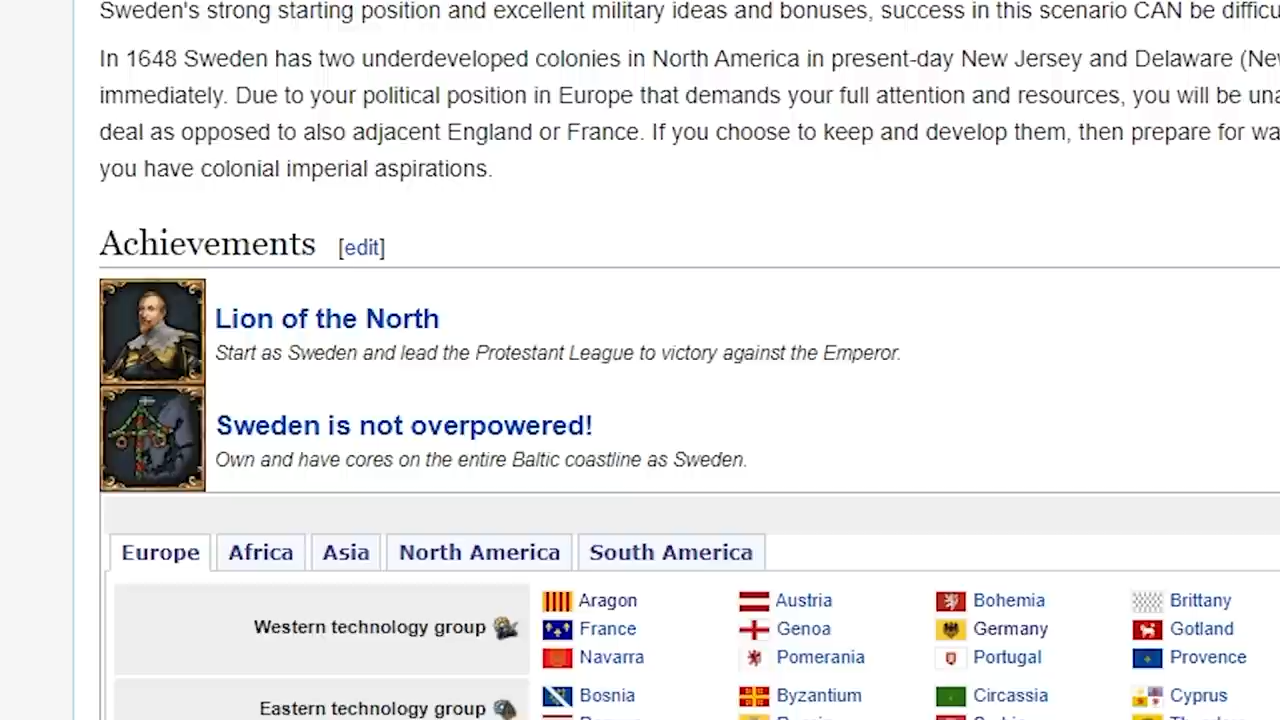 Sweden's strong starting position and excellent military ideas and bonuses, success in this scenario CAN be
In 1648 Sweden has two underdeveloped colonies in North America in present-day New Jersey and Delaware
immediately. Due to your political position in Europe that demands your full attention and resources, you will be
deal as opposed to also adjacent England or France. If you choose to keep and develop them, then prepare for
you have colonial imperial aspirations.
Achievements [edit]
Lion of the North
Start as Sweden and lead the Protestant League to victory against the Emperor.
Sweden is not overpowered!
Own and have cores on the entire Baltic coastline as Sweden.
Europe Africa Asia North America South America
Western technology group
Aragon Austria Bohemia Brittany
France Genoa Germany Gotland
Navarra Pomerania Portugal Provence
Eastern technology group
Bosnia Byzantium Circassia Cyprus